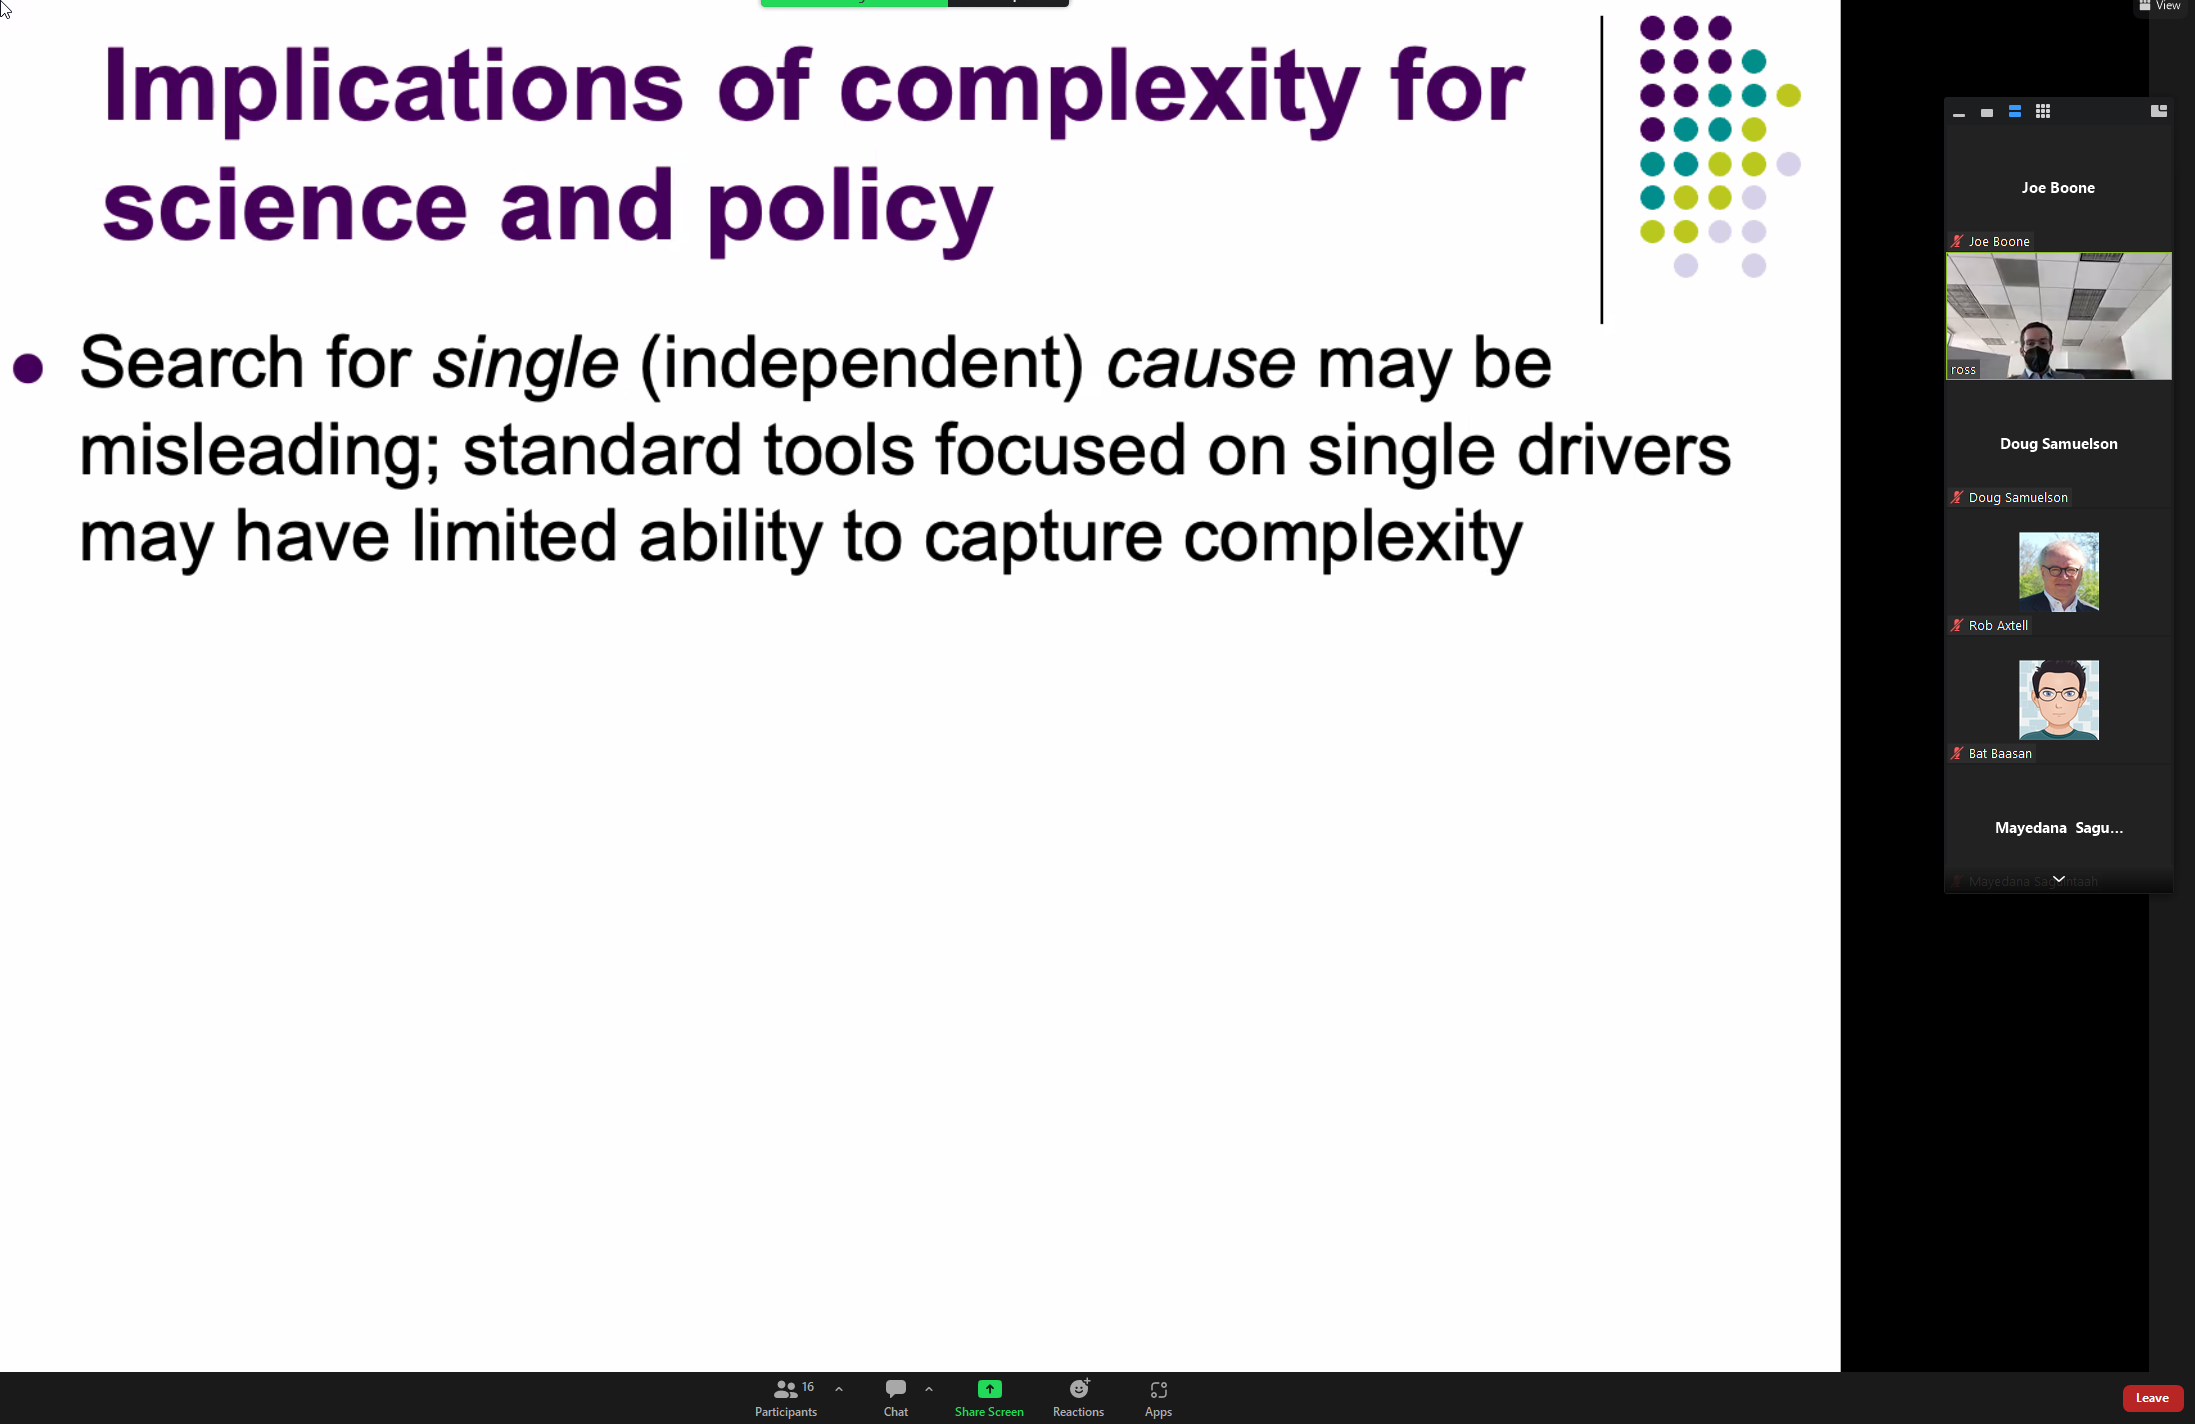 View
Implications of complexity for
science and policy
Search for single (independent) cause may be
misleading; standard tools focused on single drivers
may have limited ability to capture complexity
Joe Boone
Joe Boone
ross
Doug Samuelson
Doug Samuelson
Rob Axtell
Bat Baasan
Mayedana Sagu...
Mayedana Saguintaah
16
Participants
Chat
Share Screen
Reactions
Apps
Leave